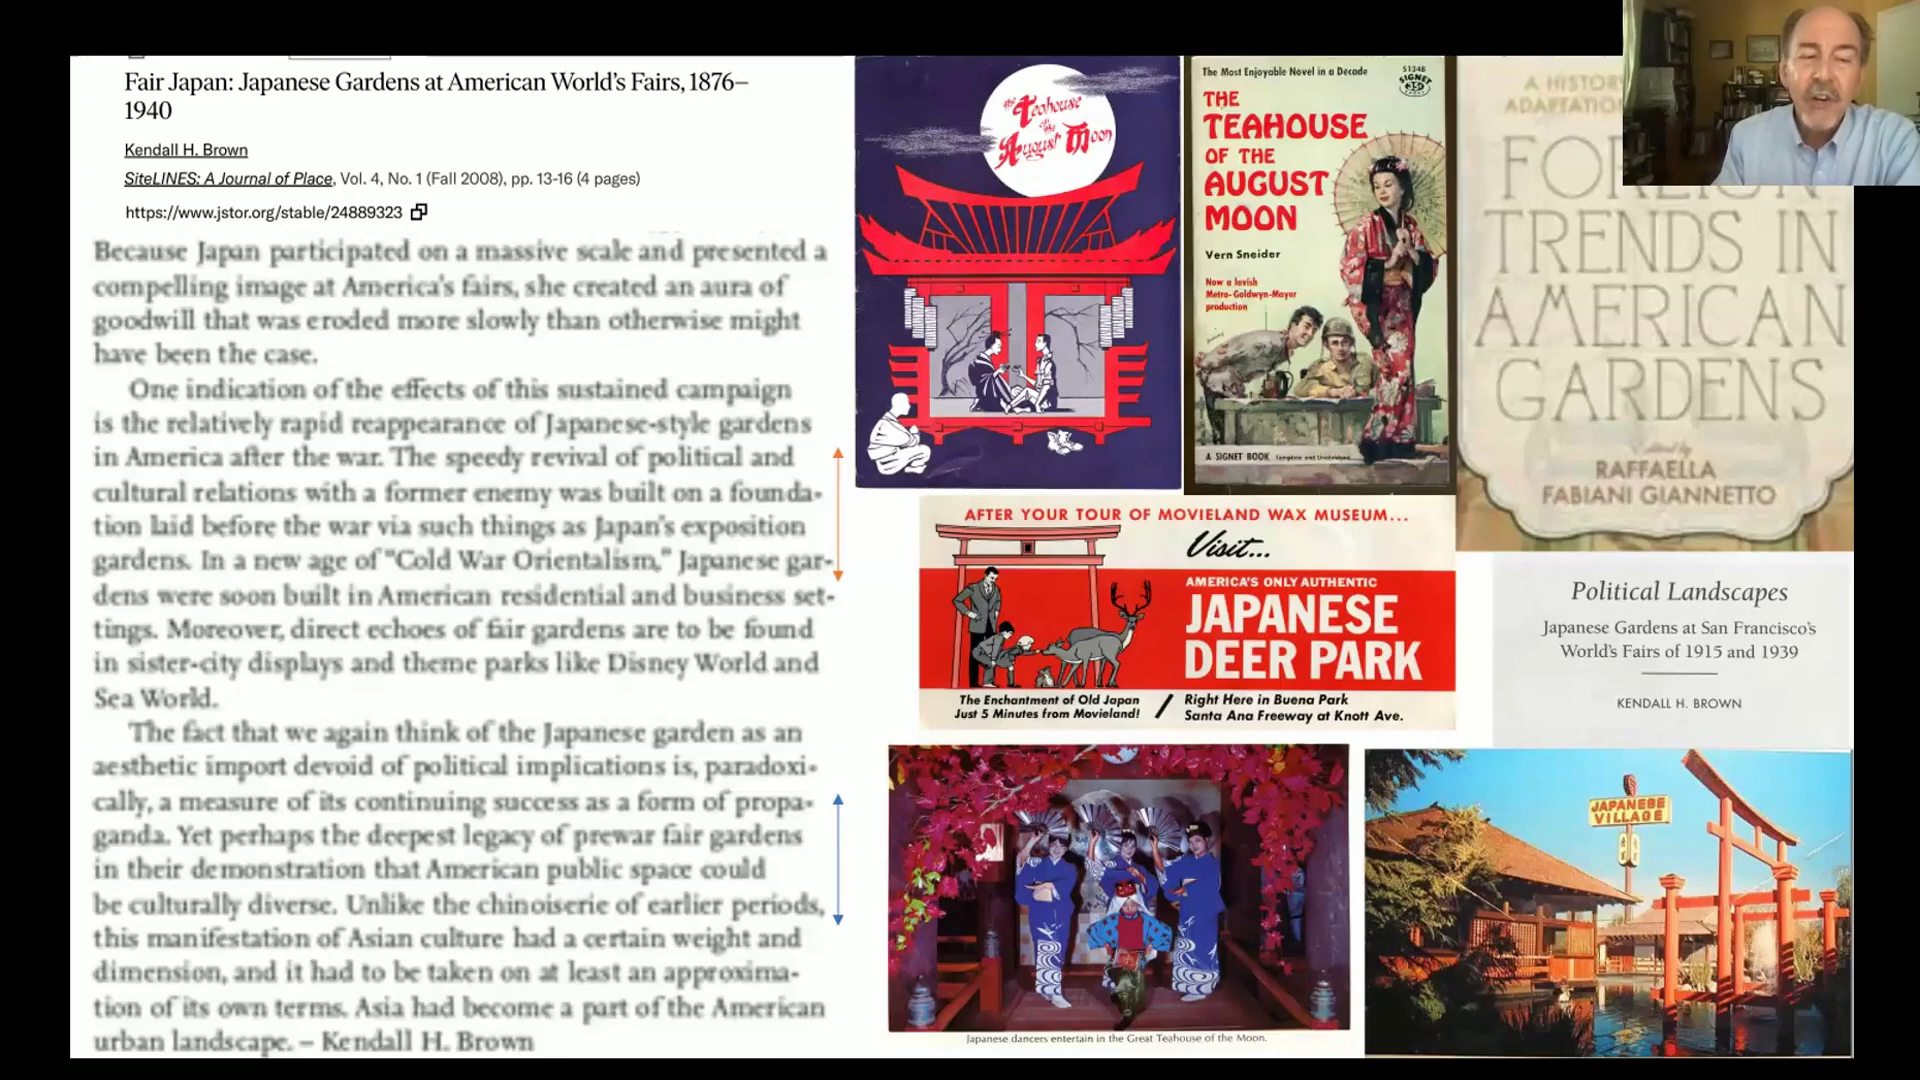 Fair Japan: Japanese Gardens at American World's Fairs, 1876–
1940
Kendall H. Brown
SiteLINES: A Journal of Place, Vol. 4, No. 1 (Fall 2008), pp. 13-16 (4 pages)
https://www.jstor.org/stable/24889323
Because Japan participated on a massive scale and presented a
compelling image at America's fairs, she created an aura of
goodwill that was eroded more slowly than otherwise might
have been the case.
One indication of the effects of this sustained campaign
is the relatively rapid reappearance of Japanese-style gardens
in America after the war. The speedy revival of political and
cultural relations with a former enemy was built on a founda-
tion laid before the war via such things as Japan's exposition
gardens. In a new age of "Cold War Orientalism," Japanese gar-
dens were soon built in American residential and business set-
tings. Moreover, direct echoes of fair gardens are to be found
in sister-city displays and theme parks like Disney World and
Sea World.
The fact that we again think of the Japanese garden as an
aesthetic import devoid of political implications is, paradoxi-
cally, a measure of its continuing success as a form of propa-
ganda. Yet perhaps the deepest legacy of prewar fair gardens
in their demonstration that American public space could
be culturally diverse. Unlike the chinoiserie of earlier periods,
this manifestation of Asian culture had a certain weight and
dimension, and it had to be taken on at least an approxima-
tion of its own terms. Asia had become a part of the American
urban landscape. – Kendall H. Brown
The Teahouse
of the
August Moon
The Most Enjoyable Novel in a Decade
S1348
SIGNET
THE
TEAHOUSE
OF THE
AUGUST
MOON
Vern Sneider
Now a lavish
Metro-Goldwyn-Mayer
production
A SIGNET BOOK Complete and Unabridged
A HISTORY
ADAPTATION
FOREIGN
TRENDS IN
AMERICAN
GARDENS
Edited by
RAFFAELLA
FABIANI GIANNETTO
AFTER YOUR TOUR OF MOVIELAND WAX MUSEUM...
Visit...
AMERICA'S ONLY AUTHENTIC
JAPANESE
DEER PARK
The Enchantment of Old Japan
Just 5 Minutes from Movieland!
/
Right Here in Buena Park
Santa Ana Freeway at Knott Ave.
Political Landscapes
Japanese Gardens at San Francisco's
World's Fairs of 1915 and 1939
KENDALL H. BROWN
Japanese dancers entertain in the Great Teahouse of the Moon.
JAPANESE
VILLAGE